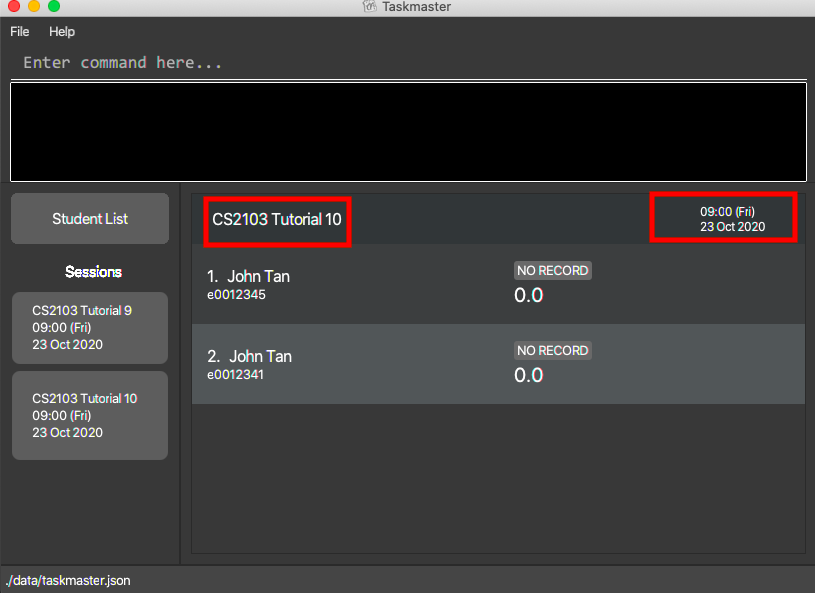 Taskmaster
File Help
Enter command here...
Student List
Sessions
CS2103 Tutorial 9
09:00 (Fri)
23 Oct 2020
CS2103 Tutorial 10
09:00 (Fri)
23 Oct 2020
CS2103 Tutorial 10
09:00 (Fri)
23 Oct 2020
1. John Tan
e0012345
NO RECORD
0.0
2. John Tan
e0012341
NO RECORD
0.0
./data/taskmaster.json